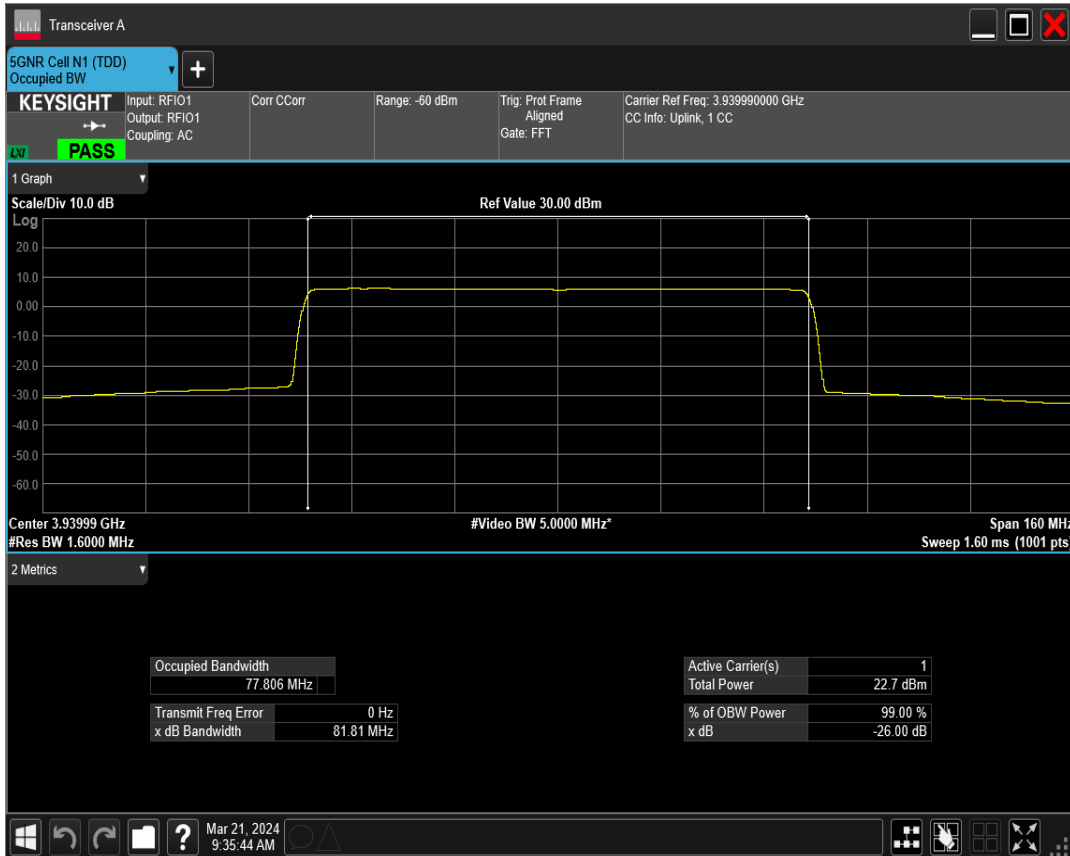 Transceiver A
5GNR Cell N1 (TDD)
Occupied BW
+
KEYSIGHT
LXI
PASS
Input: RFIO1
Output: RFIO1
Coupling: AC
Corr CCorr
Range: -60 dBm
Trig: Prot Frame
Aligned
Gate: FFT
Carrier Ref Freq: 3.939990000 GHz
CC Info: Uplink, 1 CC
1 Graph
Scale/Div 10.0 dB
Ref Value 30.00 dBm
Log
20.0
10.0
0.00
-10.0
-20.0
-30.0
-40.0
-50.0
-60.0
Center 3.93999 GHz
#Video BW 5.0000 MHz*
Span 160 MHz
#Res BW 1.6000 MHz
Sweep 1.60 ms (1001 pts)
2 Metrics
Occupied Bandwidth
77.806 MHz
Transmit Freq Error 0 Hz
x dB Bandwidth 81.81 MHz
Active Carrier(s) 1
Total Power 22.7 dBm
% of OBW Power 99.00 %
x dB -26.00 dB
?
Mar 21, 2024
9:35:44 AM